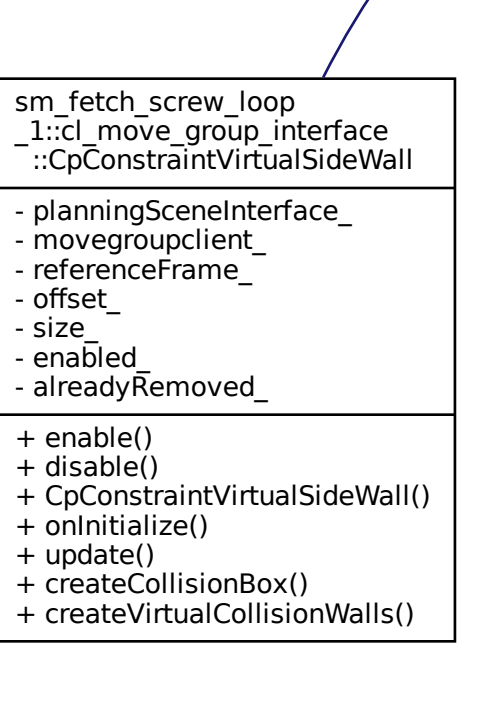 sm_fetch_screw_loop
_1::cl_move_group_interface
::CpConstraintVirtualSideWall
- planningSceneInterface_
- movegroupclient_
- referenceFrame_
- offset_
- size_
- enabled_
- alreadyRemoved_
+ enable()
+ disable()
+ CpConstraintVirtualSideWall()
+ onInitialize()
+ update()
+ createCollisionBox()
+ createVirtualCollisionWalls()